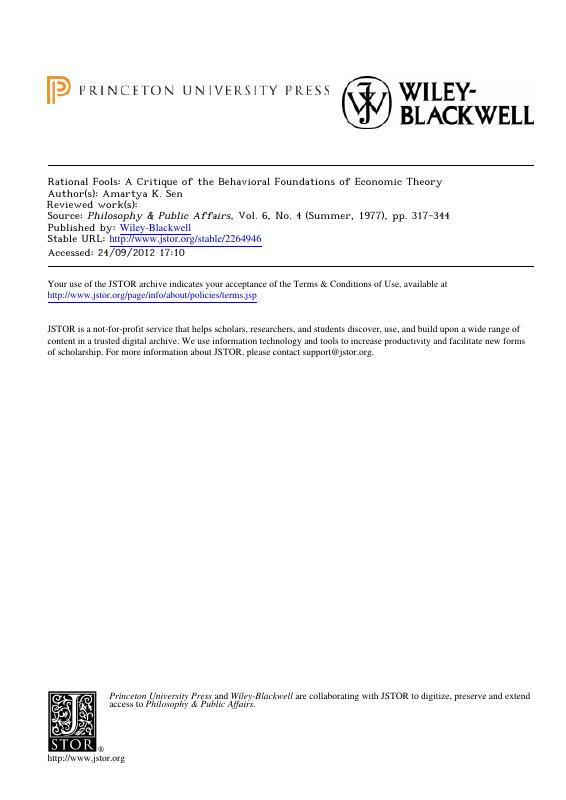 PRINCETON UNIVERSITY PRESS
WILEY-
BLACKWELL
Rational Fools: A Critique of the Behavioral Foundations of Economic Theory
Author(s): Amartya K. Sen
Reviewed work(s):
Source: Philosophy & Public Affairs, Vol. 6, No. 4 (Summer, 1977), pp. 317-344
Published by: Wiley-Blackwell
Stable URL: http://www.jstor.org/stable/2264946
Accessed: 24/09/2012 17:10
Your use of the JSTOR archive indicates your acceptance of the Terms & Conditions of Use, available at
http://www.jstor.org/page/info/about/policies/terms.jsp
JSTOR is a not-for-profit service that helps scholars, researchers, and students discover, use, and build upon a wide range of
content in a trusted digital archive. We use information technology and tools to increase productivity and facilitate new forms
of scholarship. For more information about JSTOR, please contact support@jstor.org.
Princeton University Press and Wiley-Blackwell are collaborating with JSTOR to digitize, preserve and extend
access to Philosophy & Public Affairs.
J
STOR ®
http://www.jstor.org